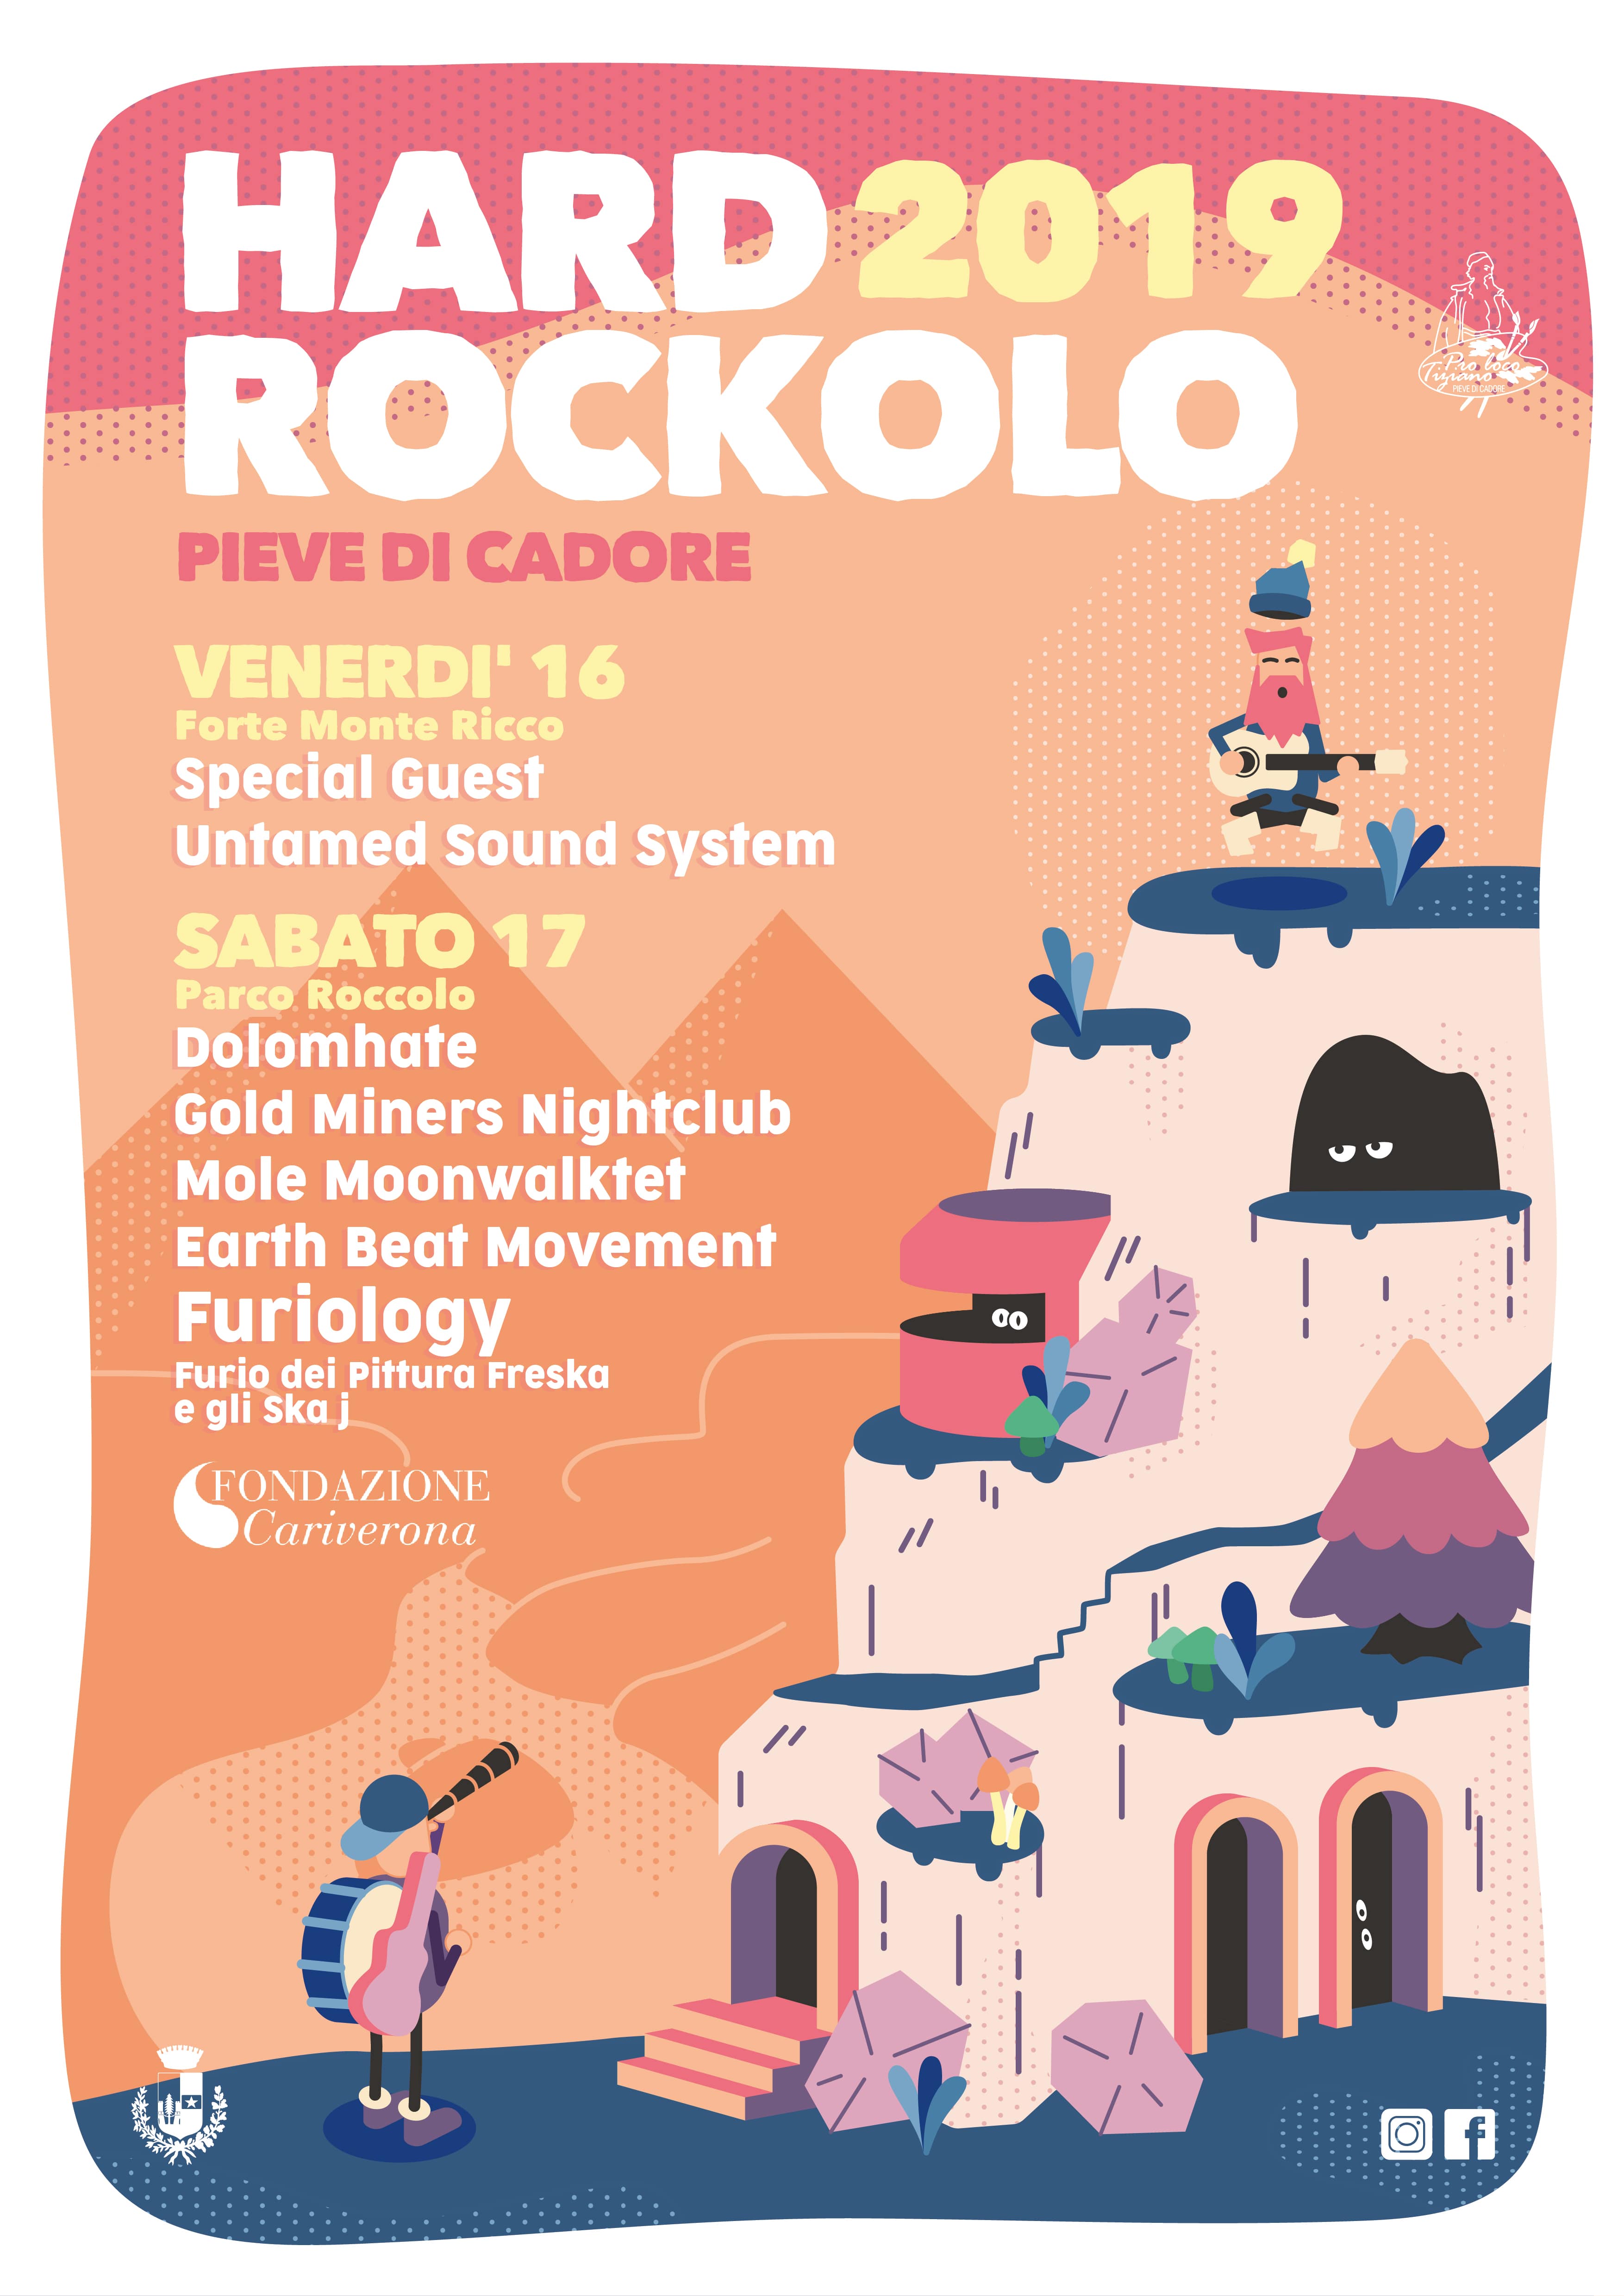 HARD 2019
ROCKOLO
Pro loco
Tiziano
PIEVE DI CADORE
PIEVE DI CADORE
VENERDI' 16
Forte Monte Ricco
Special Guest
Untamed Sound System
SABATO 17
Parco Roccolo
Dolomhate
Gold Miners Nightclub
Mole Moonwalktet
Earth Beat Movement
Furiology
Furio dei Pittura Freska
e gli Ska j
FONDAZIONE
Cariverona